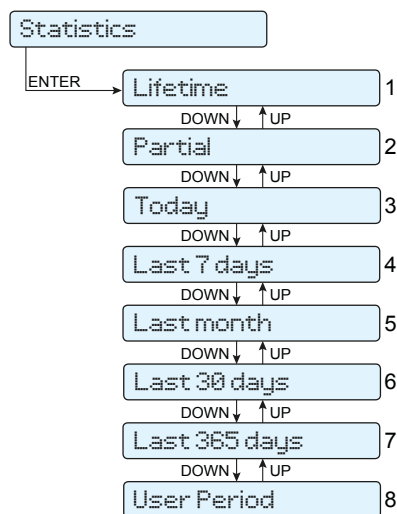 Statistics
ENTER
Lifetime 1
DOWN UP
Partial 2
DOWN UP
Today 3
DOWN UP
Last 7 days 4
DOWN UP
Last month 5
DOWN UP
Last 30 days 6
DOWN UP
Last 365 days 7
DOWN UP
User Period 8